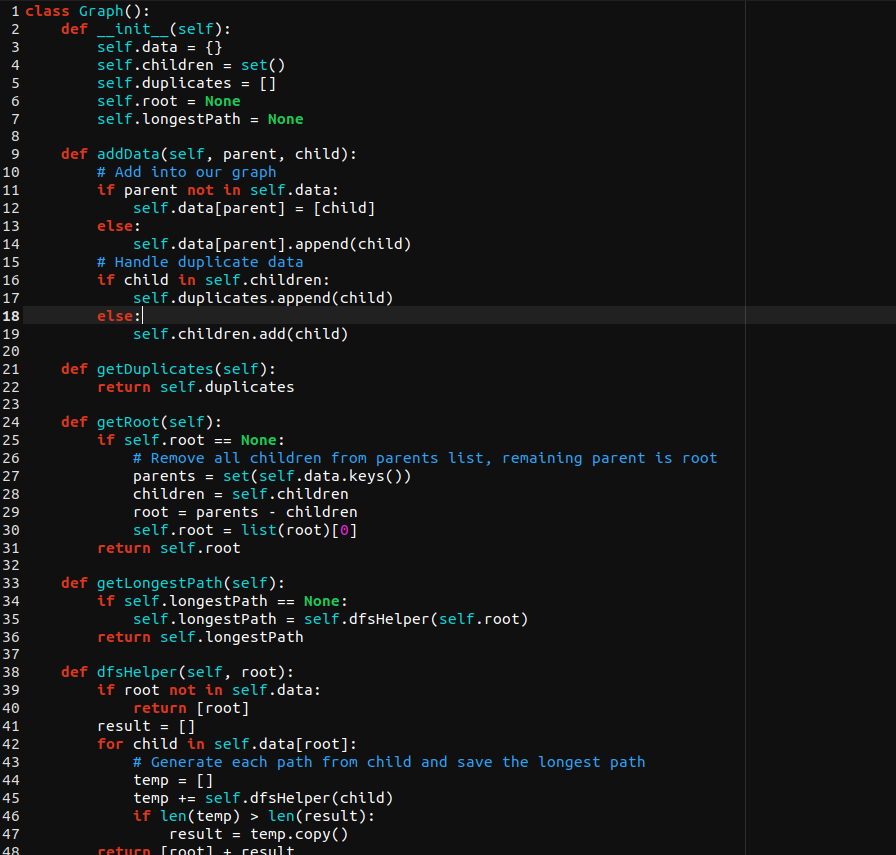 1 class Graph():
2     def __init__(self):
3         self.data = {}
4         self.children = set()
5         self.duplicates = []
6         self.root = None
7         self.longestPath = None
8
9     def addData(self, parent, child):
10         # Add into our graph
11         if parent not in self.data:
12             self.data[parent] = [child]
13         else:
14             self.data[parent].append(child)
15         # Handle duplicate data
16         if child in self.children:
17             self.duplicates.append(child)
18         else:
19             self.children.add(child)
20
21     def getDuplicates(self):
22         return self.duplicates
23
24     def getRoot(self):
25         if self.root == None:
26             # Remove all children from parents list, remaining parent is root
27             parents = set(self.data.keys())
28             children = self.children
29             root = parents - children
30             self.root = list(root)[0]
31         return self.root
32
33     def getLongestPath(self):
34         if self.longestPath == None:
35             self.longestPath = self.dfsHelper(self.root)
36         return self.longestPath
37
38     def dfsHelper(self, root):
39         if root not in self.data:
40             return [root]
41         result = []
42         for child in self.data[root]:
43             # Generate each path from child and save the longest path
44             temp = []
45             temp += self.dfsHelper(child)
46             if len(temp) > len(result):
47                 result = temp.copy()
48         return [root] + result